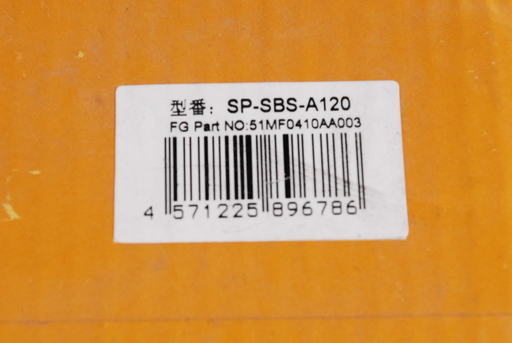 型番: SP-SBS-A120
FG Part NO:51MF0410AA003
4 571225 896786